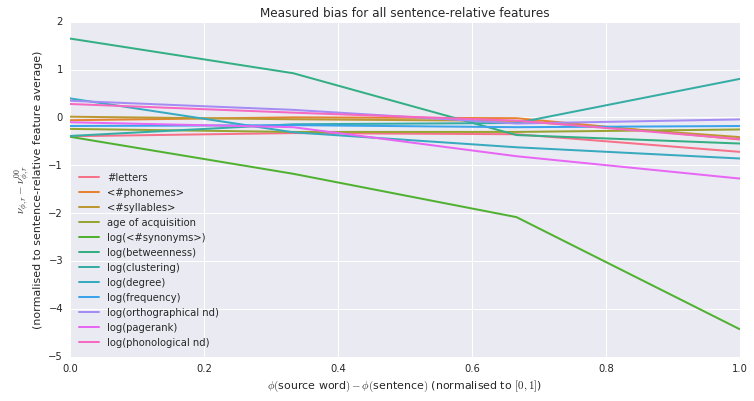 Measured bias for all sentence-relative features
2
1
0
−1
−2
−3
−4
−5
ν_{ϕ,r} − ν^{00}_{ϕ,r}
(normalised to sentence-relative feature average)
#letters
<#phonemes>
<#syllables>
age of acquisition
log(<#synonyms>)
log(betweenness)
log(clustering)
log(degree)
log(frequency)
log(orthographical nd)
log(pagerank)
log(phonological nd)
0.0 0.2 0.4 0.6 0.8 1.0
ϕ(source word) − ϕ(sentence) (normalised to [0, 1])